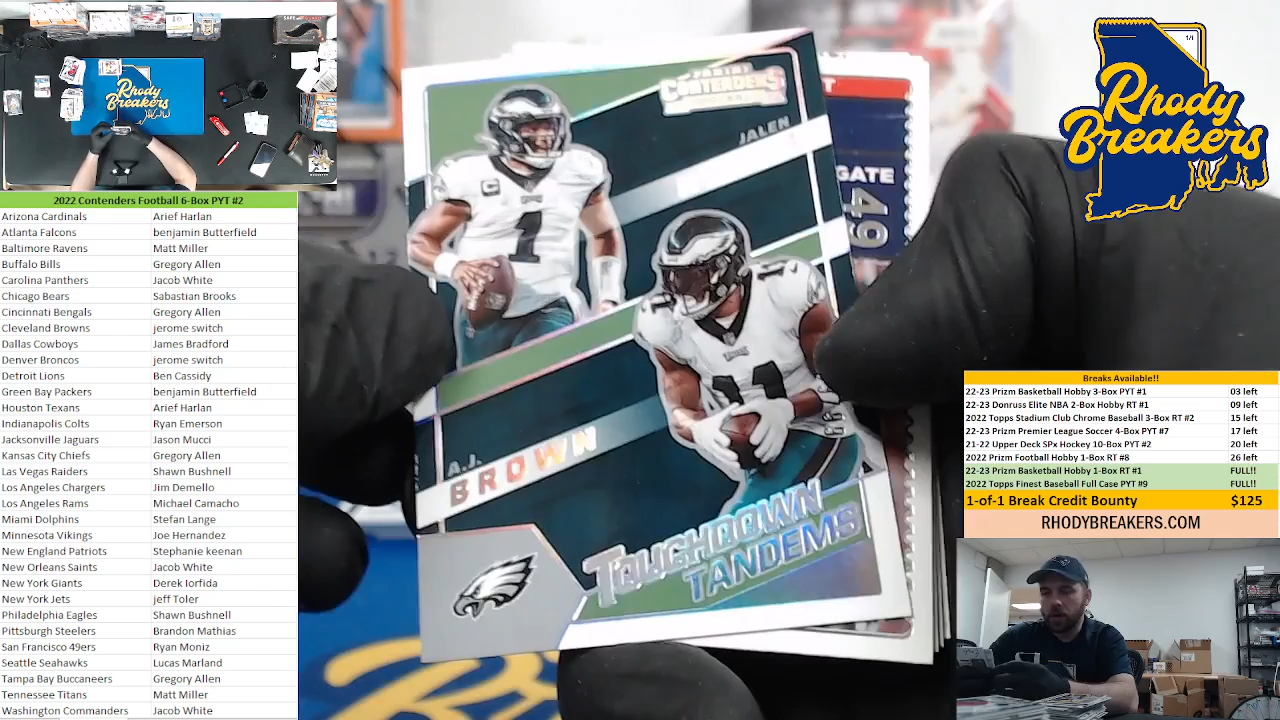 Rhody
Breakers
2022 Contenders Football 6-Box PYT #2
Arizona Cardinals Arief Harlan
Atlanta Falcons benjamin Butterfield
Baltimore Ravens Matt Miller
Buffalo Bills Gregory Allen
Carolina Panthers Jacob White
Chicago Bears Sabastian Brooks
Cincinnati Bengals Gregory Allen
Cleveland Browns jerome switch
Dallas Cowboys James Bradford
Denver Broncos jerome switch
Detroit Lions Ben Cassidy
Green Bay Packers benjamin Butterfield
Houston Texans Arief Harlan
Indianapolis Colts Ryan Emerson
Jacksonville Jaguars Jason Mucci
Kansas City Chiefs Gregory Allen
Las Vegas Raiders Shawn Bushnell
Los Angeles Chargers Jim Demello
Los Angeles Rams Michael Camacho
Miami Dolphins Stefan Lange
Minnesota Vikings Joe Hernandez
New England Patriots Stephanie keenan
New Orleans Saints Jacob White
New York Giants Derek Iorfida
New York Jets jeff Toler
Philadelphia Eagles Shawn Bushnell
Pittsburgh Steelers Brandon Mathias
San Francisco 49ers Ryan Moniz
Seattle Seahawks Lucas Marland
Tampa Bay Buccaneers Gregory Allen
Tennessee Titans Matt Miller
Washington Commanders Jacob White
PANINI
CONTENDERS
JALEN
1
11
A.J.
BROWN
TOUCHDOWN
TANDEMS
GATE
49
1/1
Rhody
Breakers
Breaks Available!!
22-23 Prizm Basketball Hobby 3-Box PYT #1 03 left
22-23 Donruss Elite NBA 2-Box Hobby RT #1 09 left
2022 Topps Stadium Club Chrome Baseball 3-Box RT #2 15 left
22-23 Prizm Premier League Soccer 4-Box PYT #7 17 left
21-22 Upper Deck SPx Hockey 10-Box PYT #2 20 left
2022 Prizm Football Hobby 1-Box RT #8 26 left
22-23 Prizm Basketball Hobby 1-Box RT #1 FULL!!
2022 Topps Finest Baseball Full Case PYT #9 FULL!!
1-of-1 Break Credit Bounty $125
RHODYBREAKERS.COM